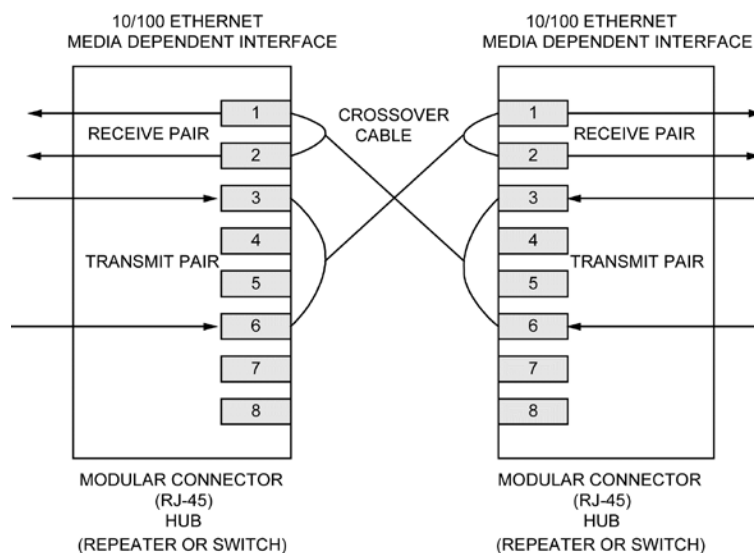 10/100 ETHERNET
MEDIA DEPENDENT INTERFACE
1
RECEIVE PAIR
2
3
4
TRANSMIT PAIR
5
6
7
8
MODULAR CONNECTOR
(RJ-45)
HUB
(REPEATER OR SWITCH)
CROSSOVER
CABLE
10/100 ETHERNET
MEDIA DEPENDENT INTERFACE
1
RECEIVE PAIR
2
3
4
TRANSMIT PAIR
5
6
7
8
MODULAR CONNECTOR
(RJ-45)
HUB
(REPEATER OR SWITCH)